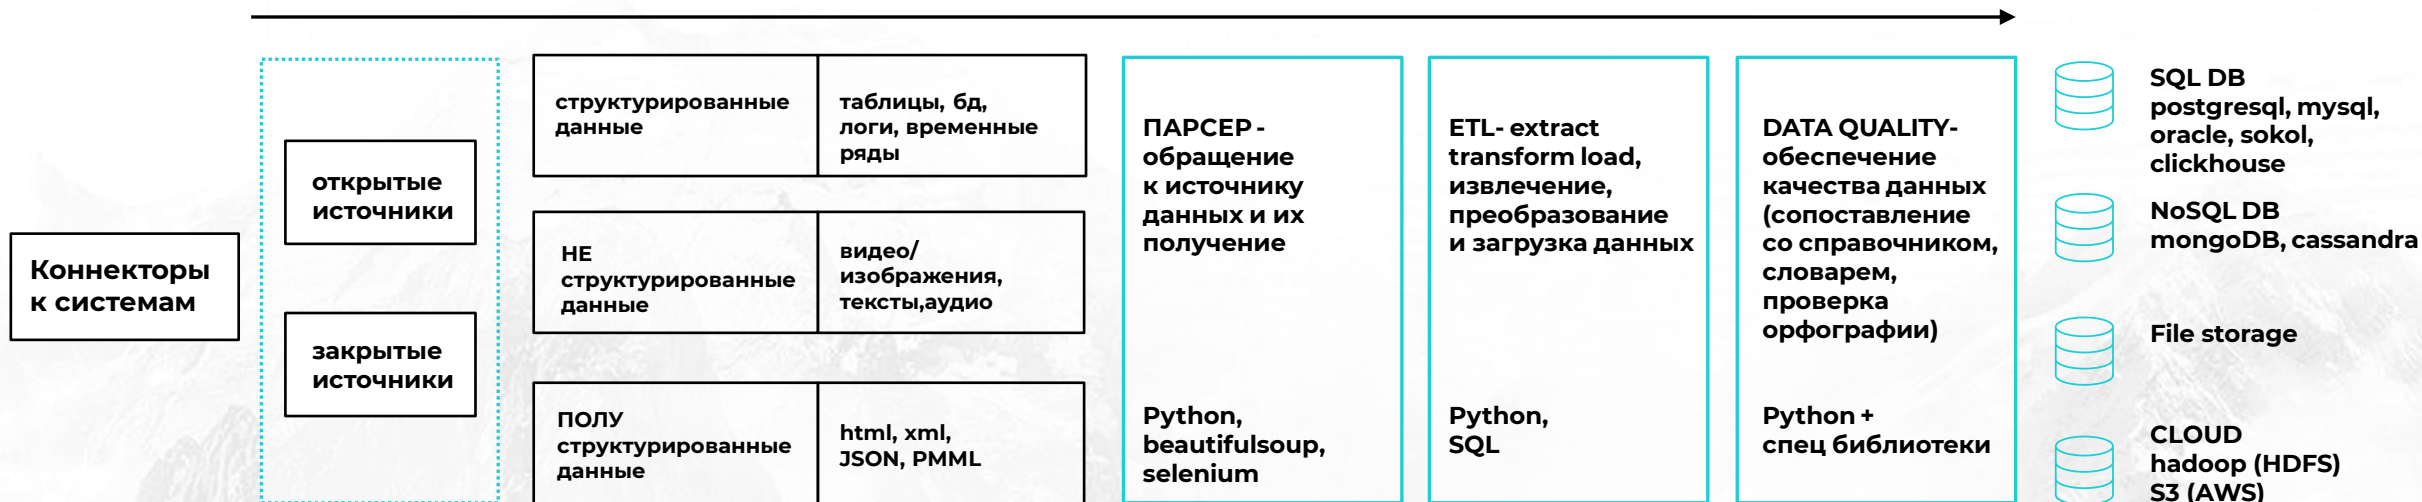 Коннекторы
к системам
открытые
источники
закрытые
источники
структурированные
данные
таблицы, бд,
логи, временные
ряды
НЕ
структурированные
данные
видео/
изображения,
тексты,аудио
ПОЛУ
структурированные
данные
html, xml,
JSON, PMML
ПАРСЕР -
обращение
к источнику
данных и их
получение
Python,
beautifulsoup,
selenium
ETL- extract
transform load,
извлечение,
преобразование
и загрузка данных
Python,
SQL
DATA QUALITY-
обеспечение
качества данных
(сопоставление
со справочником,
словарем,
проверка
орфографии)
Python +
спец библиотеки
SQL DB
postgresql, mysql,
oracle, sokol,
clickhouse
NoSQL DB
mongoDB, cassandra
File storage
CLOUD
hadoop (HDFS)
S3 (AWS)